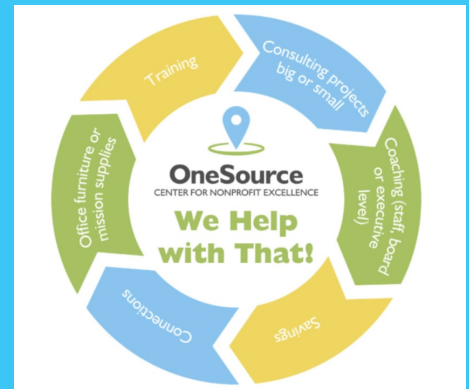 Training
Consulting projects
big or small
Coaching (staff, board
or executive
level)
Savings
Connections
Office furniture or
mission supplies
OneSource
CENTER FOR NONPROFIT EXCELLENCE
We Help
with That!